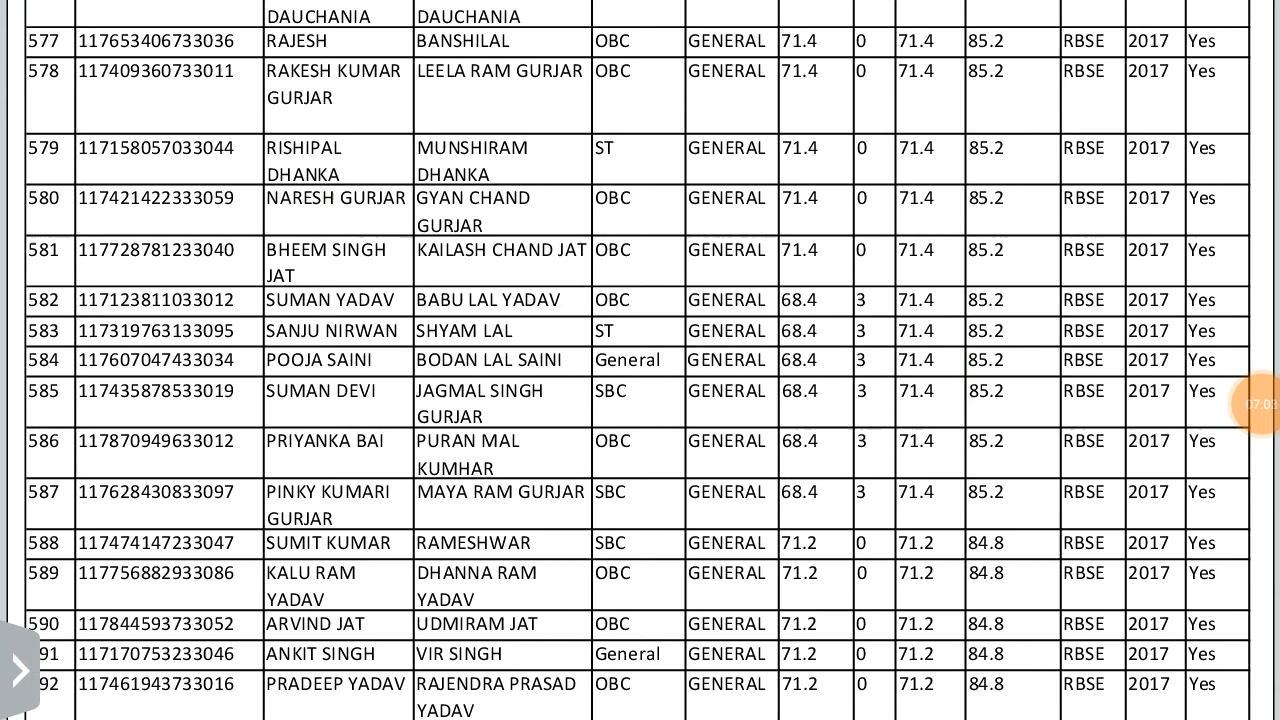 DAUCHANIA DAUCHANIA
577 117653406733036 RAJESH BANSHILAL OBC GENERAL 71.4 0 71.4 85.2 RBSE 2017 Yes
578 117409360733011 RAKESH KUMAR LEELA RAM GURJAR OBC GENERAL 71.4 0 71.4 85.2 RBSE 2017 Yes
GURJAR
579 117158057033044 RISHIPAL MUNSHIRAM ST GENERAL 71.4 0 71.4 85.2 RBSE 2017 Yes
DHANKA DHANKA
580 117421422333059 NARESH GURJAR GYAN CHAND OBC GENERAL 71.4 0 71.4 85.2 RBSE 2017 Yes
GURJAR
581 117728781233040 BHEEM SINGH KAILASH CHAND JAT OBC GENERAL 71.4 0 71.4 85.2 RBSE 2017 Yes
JAT
582 117123811033012 SUMAN YADAV BABU LAL YADAV OBC GENERAL 68.4 3 71.4 85.2 RBSE 2017 Yes
583 117319763133095 SANJU NIRWAN SHYAM LAL ST GENERAL 68.4 3 71.4 85.2 RBSE 2017 Yes
584 117607047433034 POOJA SAINI BODAN LAL SAINI General GENERAL 68.4 3 71.4 85.2 RBSE 2017 Yes
585 117435878533019 SUMAN DEVI JAGMAL SINGH SBC GENERAL 68.4 3 71.4 85.2 RBSE 2017 Yes
GURJAR
07:03
586 117870949633012 PRIYANKA BAI PURAN MAL OBC GENERAL 68.4 3 71.4 85.2 RBSE 2017 Yes
KUMHAR
587 117628430833097 PINKY KUMARI MAYA RAM GURJAR SBC GENERAL 68.4 3 71.4 85.2 RBSE 2017 Yes
GURJAR
588 117474147233047 SUMIT KUMAR RAMESHWAR SBC GENERAL 71.2 0 71.2 84.8 RBSE 2017 Yes
589 117756882933086 KALU RAM DHANNA RAM OBC GENERAL 71.2 0 71.2 84.8 RBSE 2017 Yes
YADAV YADAV
590 117844593733052 ARVIND JAT UDMIRAM JAT OBC GENERAL 71.2 0 71.2 84.8 RBSE 2017 Yes
91 117170753233046 ANKIT SINGH VIR SINGH General GENERAL 71.2 0 71.2 84.8 RBSE 2017 Yes
92 117461943733016 PRADEEP YADAV RAJENDRA PRASAD OBC GENERAL 71.2 0 71.2 84.8 RBSE 2017 Yes
YADAV